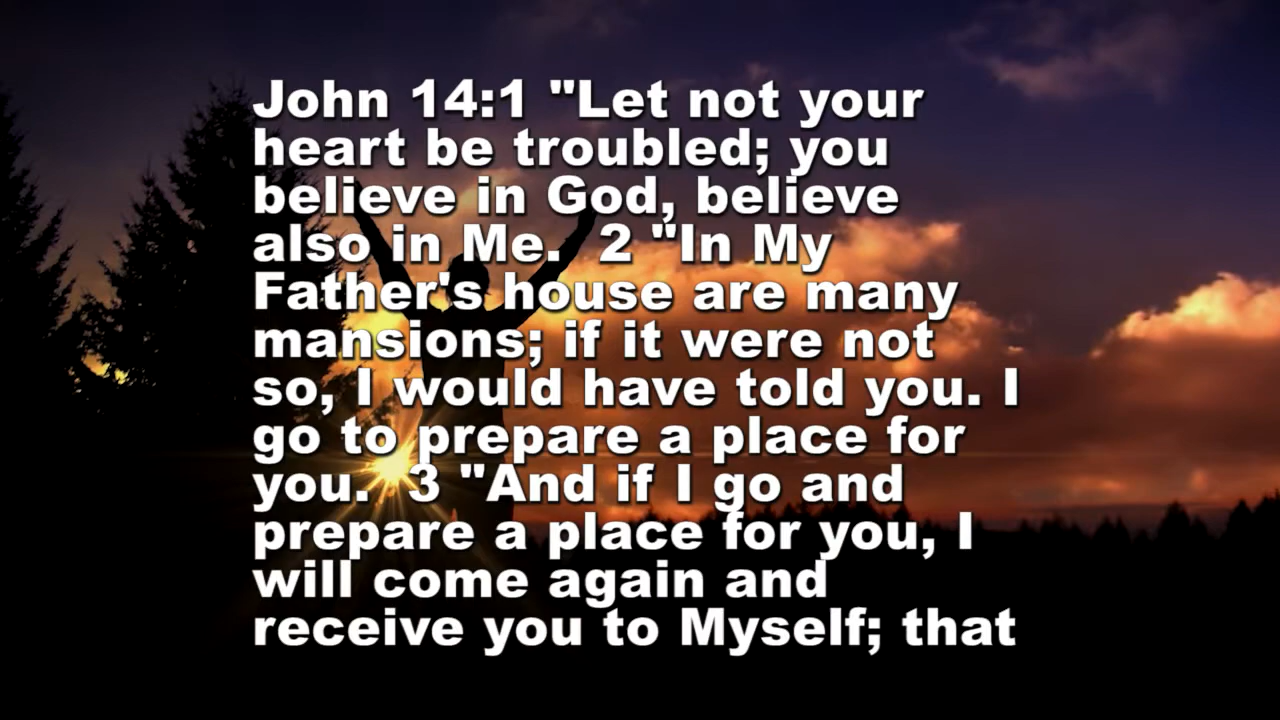 John 14:1 "Let not your
heart be troubled; you
believe in God, believe
also in Me.  2 "In My
Father's house are many
mansions; if it were not
so, I would have told you. I
go to prepare a place for
you.  3 "And if I go and
prepare a place for you, I
will come again and
receive you to Myself; that